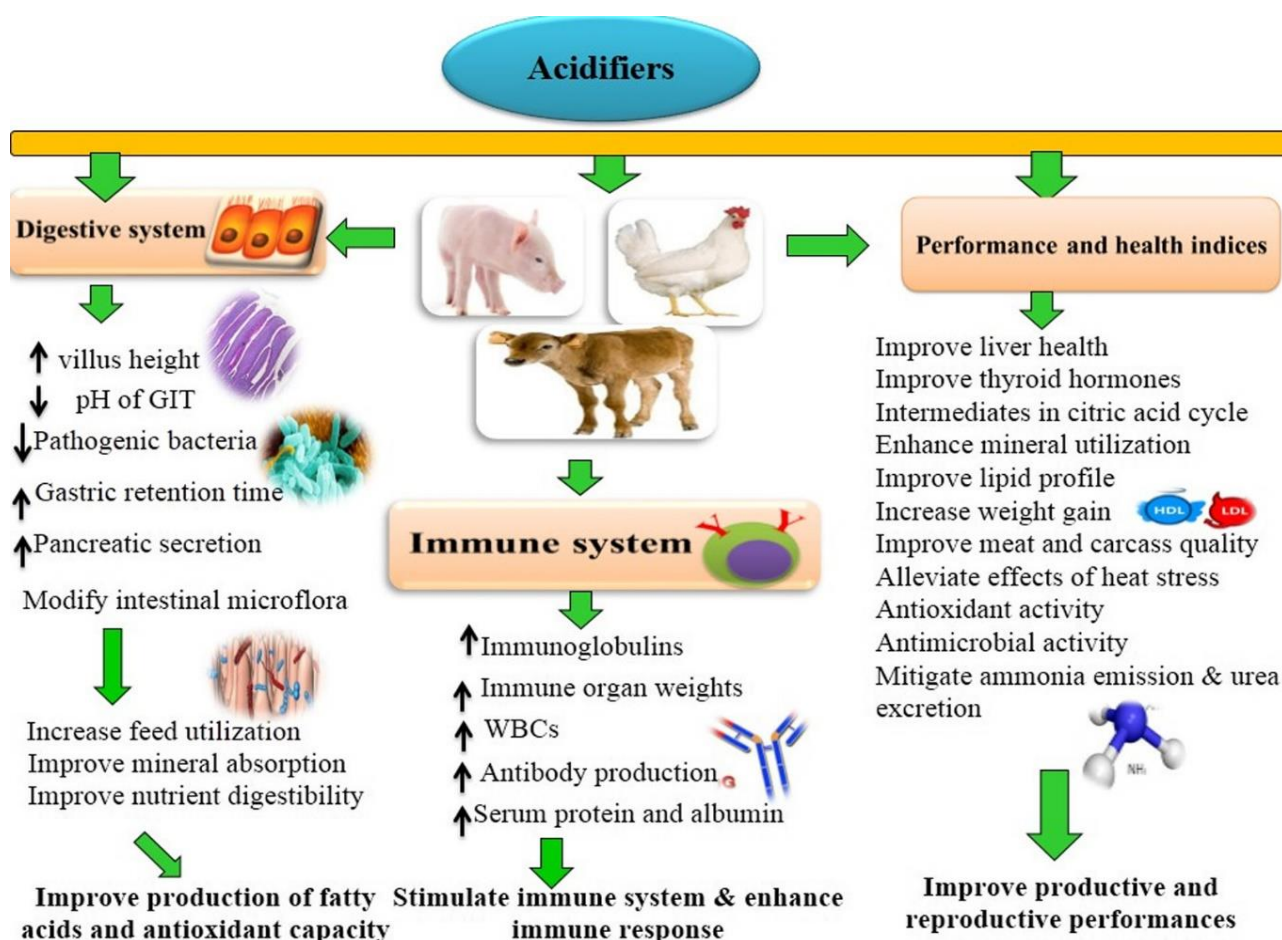 Acidifiers
Digestive system
villus height
pH of GIT
Pathogenic bacteria
Gastric retention time
Pancreatic secretion
Modify intestinal microflora
Increase feed utilization
Improve mineral absorption
Improve nutrient digestibility
Improve production of fatty
acids and antioxidant capacity
Immune system
Immunoglobulins
Immune organ weights
WBCs
Antibody production
G
Serum protein and albumin
Stimulate immune system & enhance
immune response
Performance and health indices
Improve liver health
Improve thyroid hormones
Intermediates in citric acid cycle
Enhance mineral utilization
Improve lipid profile
Increase weight gain
HDL LDL
Improve meat and carcass quality
Alleviate effects of heat stress
Antioxidant activity
Antimicrobial activity
Mitigate ammonia emission & urea
excretion
Improve productive and
reproductive performances